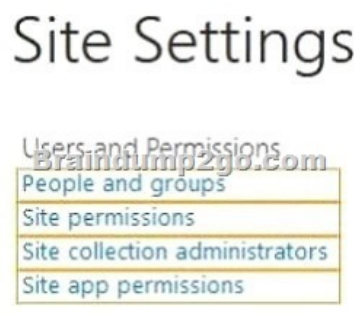 Site Settings
Users and Permissions
Braindump2go.com
People and groups
Site permissions
Site collection administrators
Site app permissions